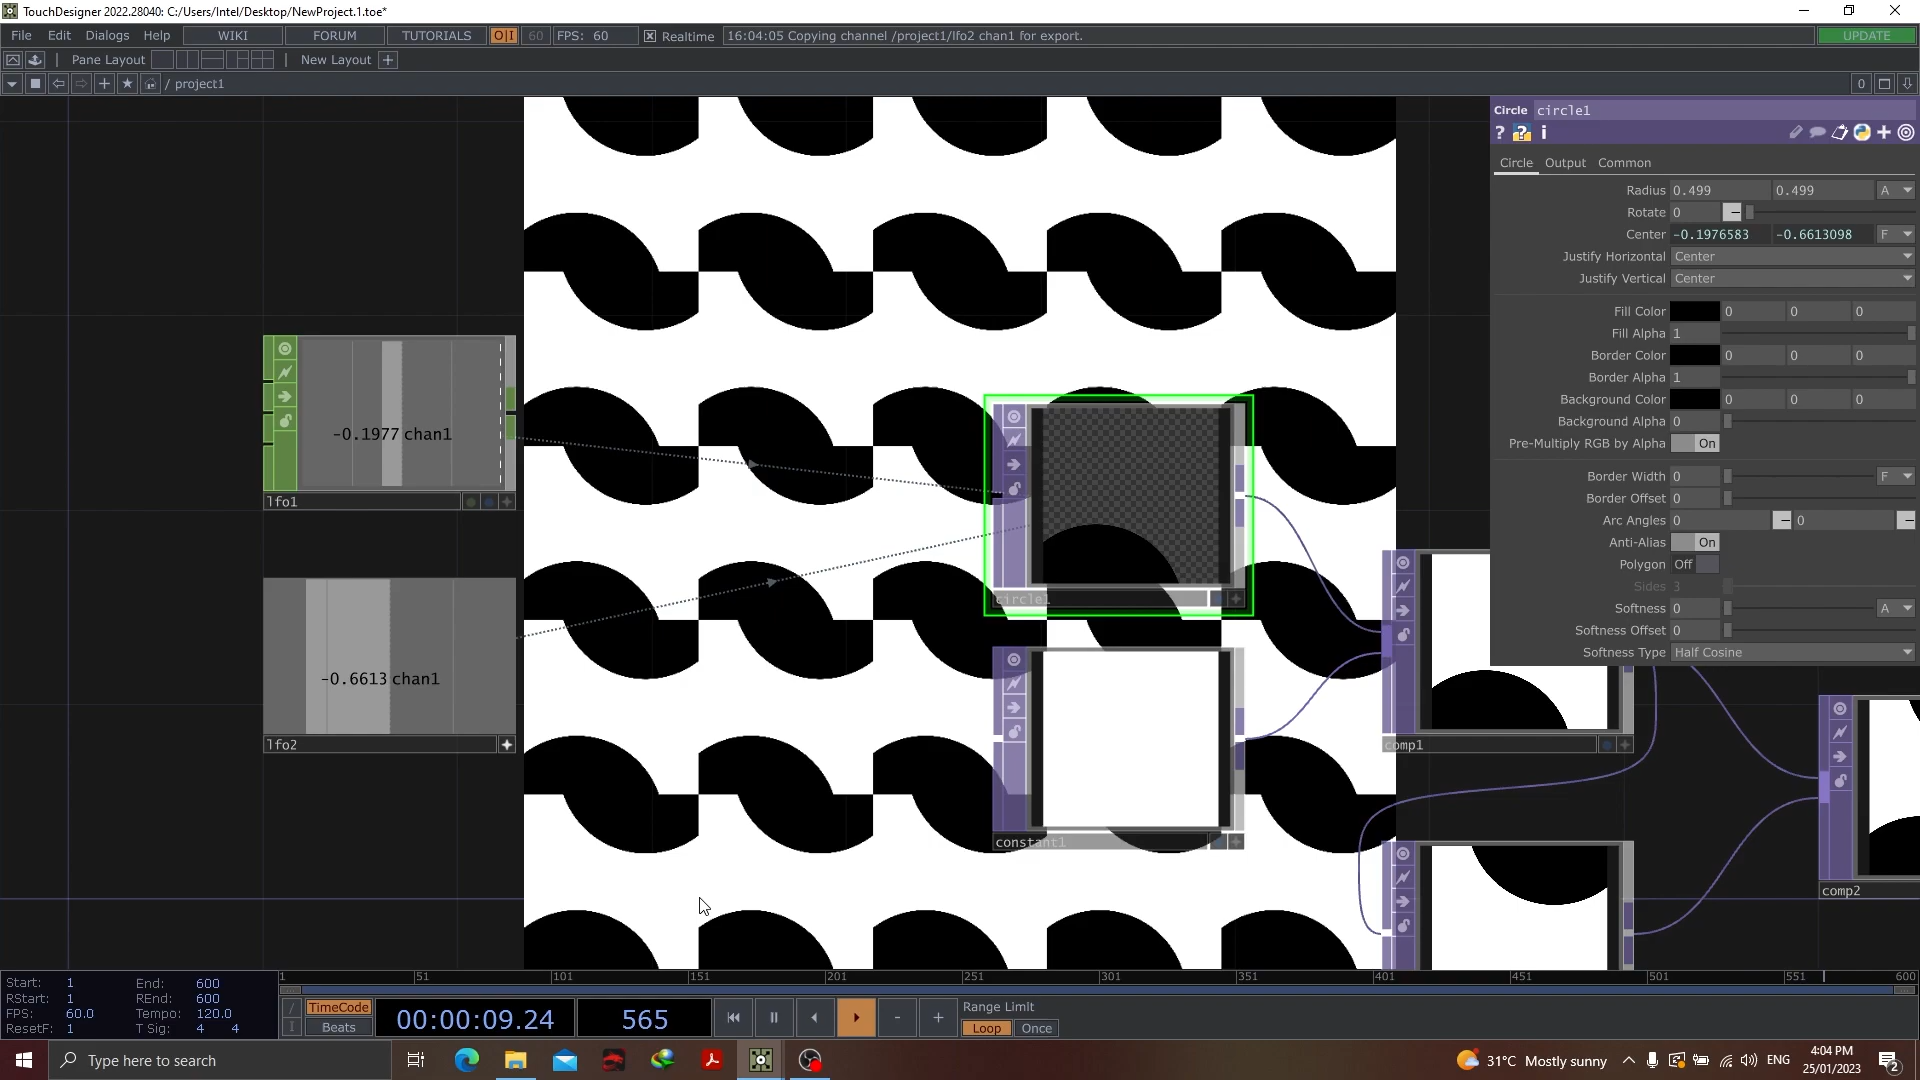 TouchDesigner 2022.28040: C:/Users/Intel/Desktop/NewProject.1.toe*
File Edit Dialogs Help WIKI FORUM TUTORIALS O|I 60 FPS: 60 Realtime 16:04:05 Copying channel /project1/lfo2 chan1 for export. UPDATE
Pane Layout New Layout +
/ project1 0
Circle circle1
? ? i
Circle Output Common
Radius 0.499 0.499 A
Rotate 0
Center -0.1976583 -0.6613098 F
Justify Horizontal Center
Justify Vertical Center
Fill Color 0 0 0
Fill Alpha 1
Border Color 0 0 0
Border Alpha 1
Background Color 0 0 0
Background Alpha 0
Pre-Multiply RGB by Alpha On
Border Width 0 F
Border Offset 0
Arc Angles 0 0
Anti-Alias On
Polygon Off
Sides 3
Softness 0 A
Softness Offset 0
Softness Type Half Cosine
-0.1977 chan1
lfo1
-0.6613 chan1
lfo2
circle1
constant1
comp1
comp2
1 51 101 151 201 251 301 351 401 451 501 551 600
Start: 1 End: 600
RStart: 1 REnd: 600
FPS: 60.0 Tempo: 120.0
ResetF: 1 T Sig: 4 4
TimeCode
Beats
00:00:09.24 565
Range Limit
Loop Once
Type here to search
31°C Mostly sunny ENG
4:04 PM
25/01/2023
2